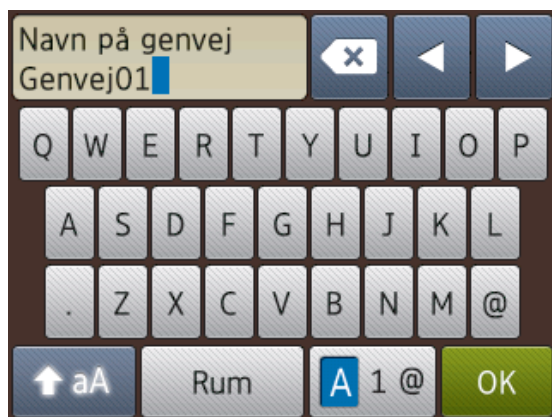 Navn på genvej
Genvej01
Q W E R T Y U I O P
A S D F G H J K L
. Z X C V B N M @
aA Rum A 1 @ OK